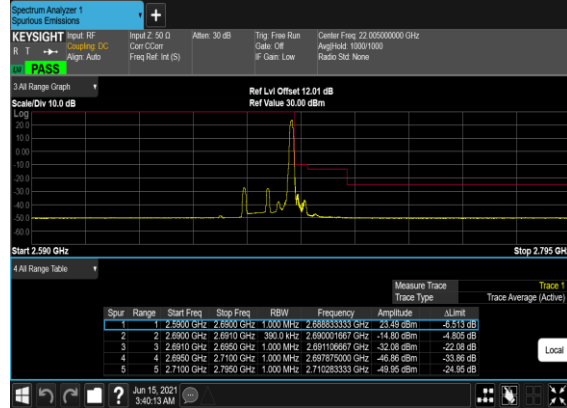 Spectrum Analyzer 1
Spurious Emissions
+
KEYSIGHT Input: RF Input Z: 50 Ω Atten: 30 dB Trig: Free Run Center Freq: 22.005000000 GHz
R T Coupling: DC Corr CCorr Gate: Off Avg|Hold: 1000/1000
Align: Auto Freq Ref: Int (S) IF Gain: Low Radio Std: None
PASS
3 All Range Graph
Ref Lvl Offset 12.01 dB
Scale/Div 10.0 dB Ref Value 30.00 dBm
Log
20.0
10.0
0.00
-10.0
-20.0
-30.0
-40.0
-50.0
-60.0
Start 2.590 GHz Stop 2.795 GH
4 All Range Table
Measure Trace Trace 1
Trace Type Trace Average (Active)
Spur Range Start Freq Stop Freq RBW Frequency Amplitude ΔLimit
1 1 2.5900 GHz 2.6900 GHz 1.000 MHz 2.688833333 GHz 23.49 dBm -6.513 dB
2 2 2.6900 GHz 2.6910 GHz 390.0 kHz 2.690001667 GHz -14.80 dBm -4.805 dB
3 3 2.6910 GHz 2.6950 GHz 1.000 MHz 2.691106667 GHz -32.08 dBm -22.08 dB
4 4 2.6950 GHz 2.7100 GHz 1.000 MHz 2.697875000 GHz -46.86 dBm -33.86 dB
5 5 2.7100 GHz 2.7950 GHz 1.000 MHz 2.710283333 GHz -49.95 dBm -24.95 dB
Local
? Jun 15, 2021
3:40:13 AM